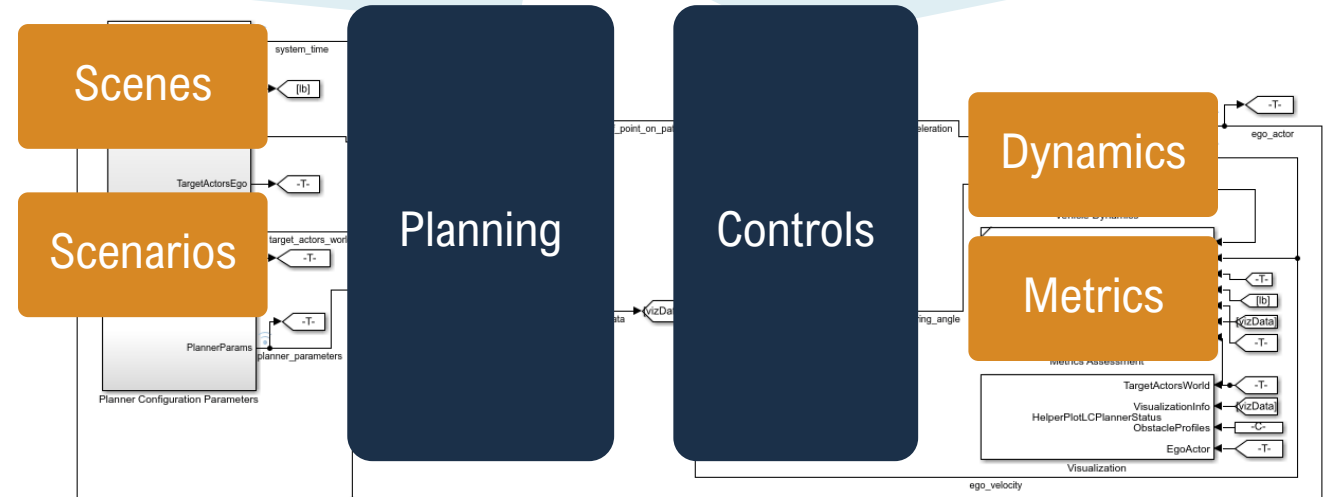 Scenes
system_time
[lb]
TargetActorsEgo
-T-
Scenarios
target_actors_worl
-T-
-T-
PlannerParams
planner_parameters
Planner Configuration Parameters
Planning
point_on_pat
ata
[vizDat
Controls
eleration
ring_angle
Dynamics
-T-
ego_actor
Vehicle Dynamics
Metrics
-T-
[lb]
[vizData]
-T-
Metrics Assessment
TargetActorsWorld
-T-
VisualizationInfo
[vizData]
HelperPlotLCPlannerStatus
ObstacleProfiles
-C-
EgoActor
-T-
Visualization
ego_velocity